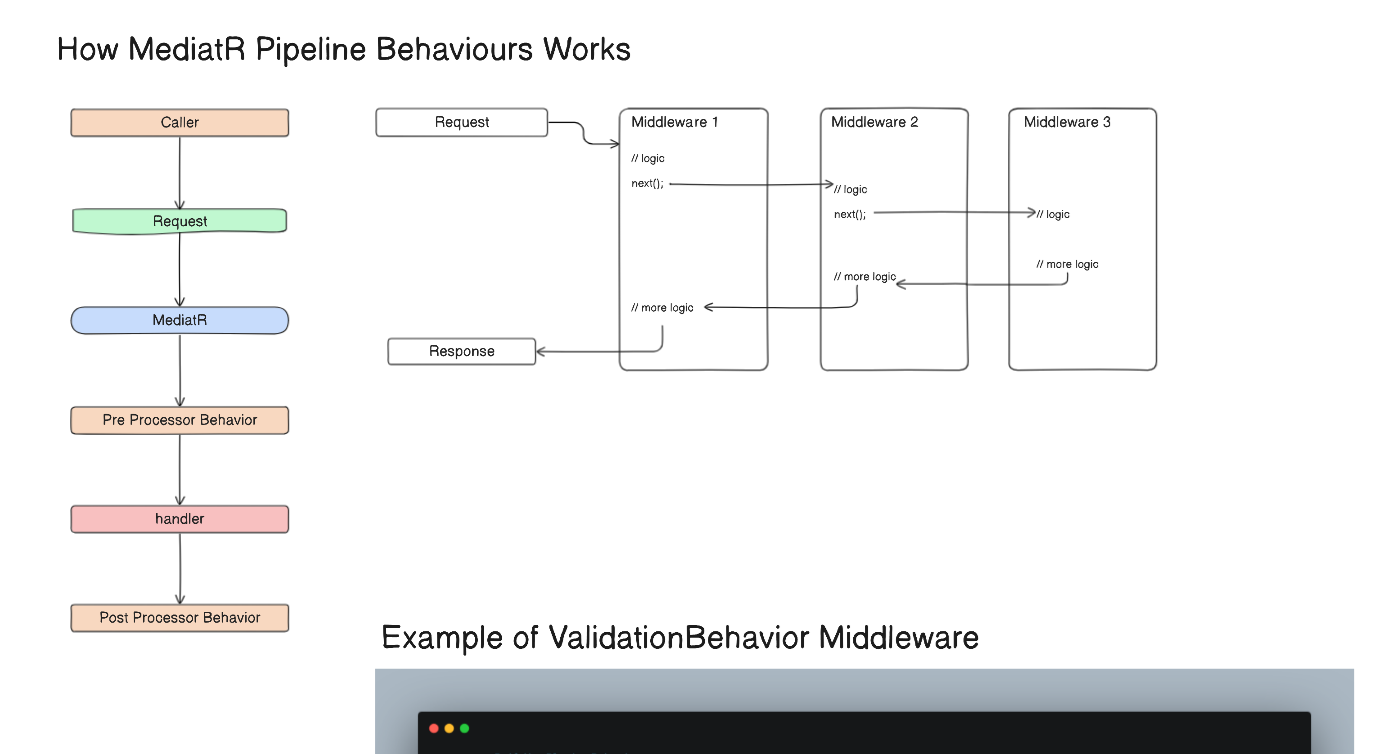 How MediatR Pipeline Behaviours Works
Caller
Request
MediatR
Pre Processor Behavior
handler
Post Processor Behavior
Request
Middleware 1
// logic
next();
// more logic
Response
Middleware 2
// logic
next();
// more logic
Middleware 3
// logic
// more logic
Example of ValidationBehavior Middleware